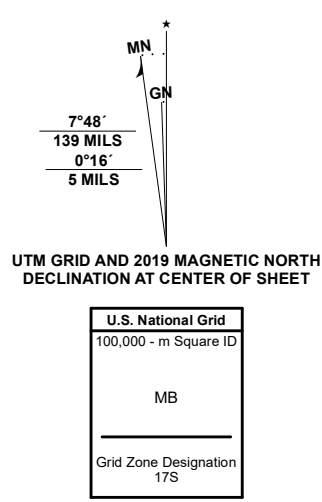 ★
MN
GN
7°48´
139 MILS
0°16´
5 MILS
UTM GRID AND 2019 MAGNETIC NORTH
DECLINATION AT CENTER OF SHEET
U.S. National Grid
100,000 - m Square ID
MB
Grid Zone Designation
17S